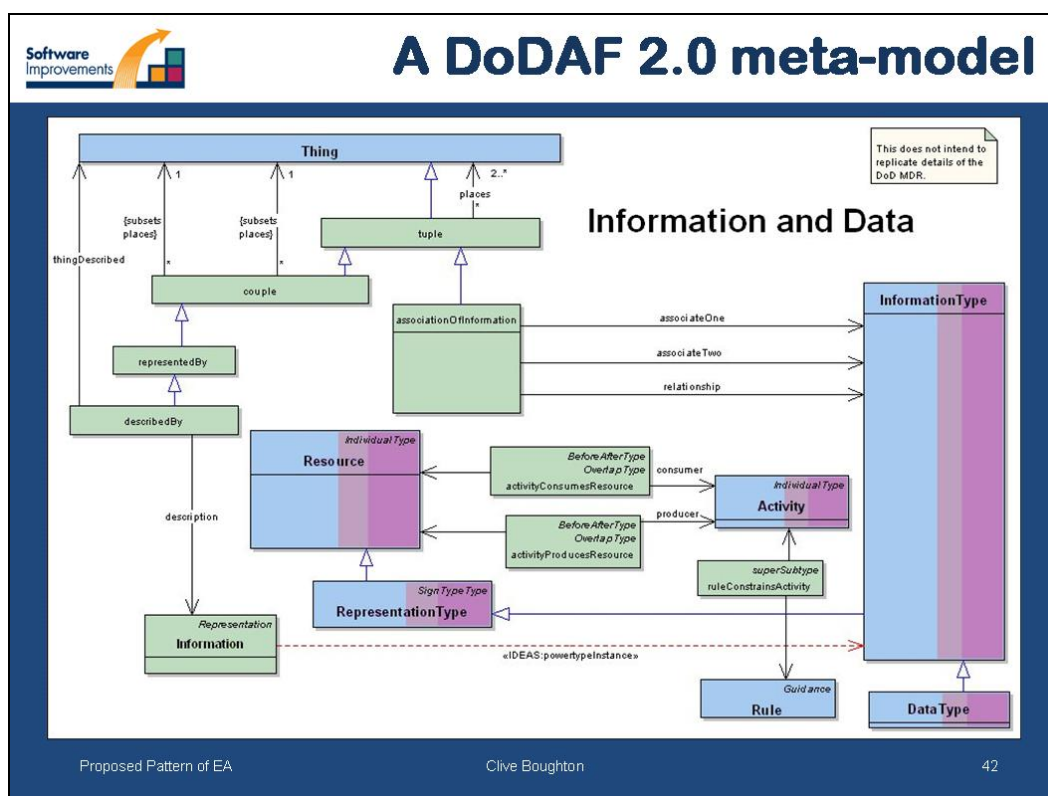 Software
Improvements
A DoDAF 2.0 meta-model
Thing
This does not intend to
replicate details of the
DoD MDR.
1
1
2..*
places
*
{subsets
places}
{subsets
places}
Information and Data
tuple
thingDescribed
*
*
couple
InformationType
associationOfInformation
associateOne
associateTwo
relationship
representedBy
describedBy
IndividualType
Resource
BeforeAfterType
OverlapType
activityConsumesResource
consumer
IndividualType
Activity
description
BeforeAfterType
OverlapType
activityProducesResource
producer
superSubtype
ruleConstrainsActivity
SignTypeType
RepresentationType
Representation
Information
«IDEAS:powertypeInstance»
Guidance
Rule
DataType
Proposed Pattern of EA
Clive Boughton
42